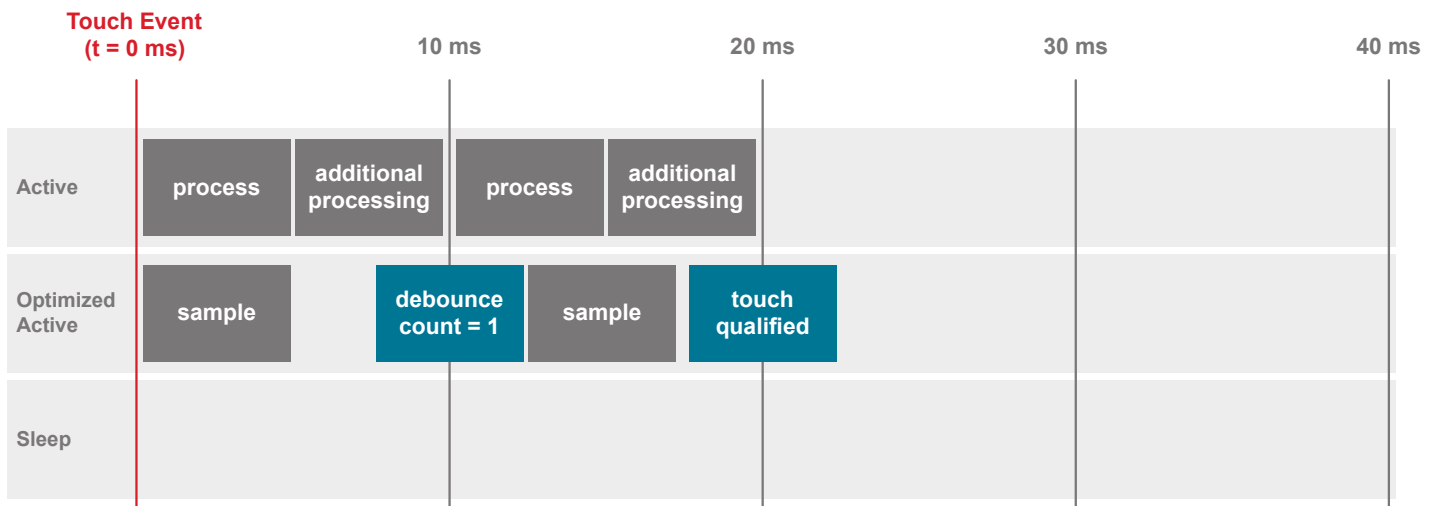 Touch Event
(t = 0 ms)
10 ms
20 ms
30 ms
40 ms
Active
process
additional
processing
process
additional
processing
Optimized
Active
sample
debounce
count = 1
sample
touch
qualified
Sleep